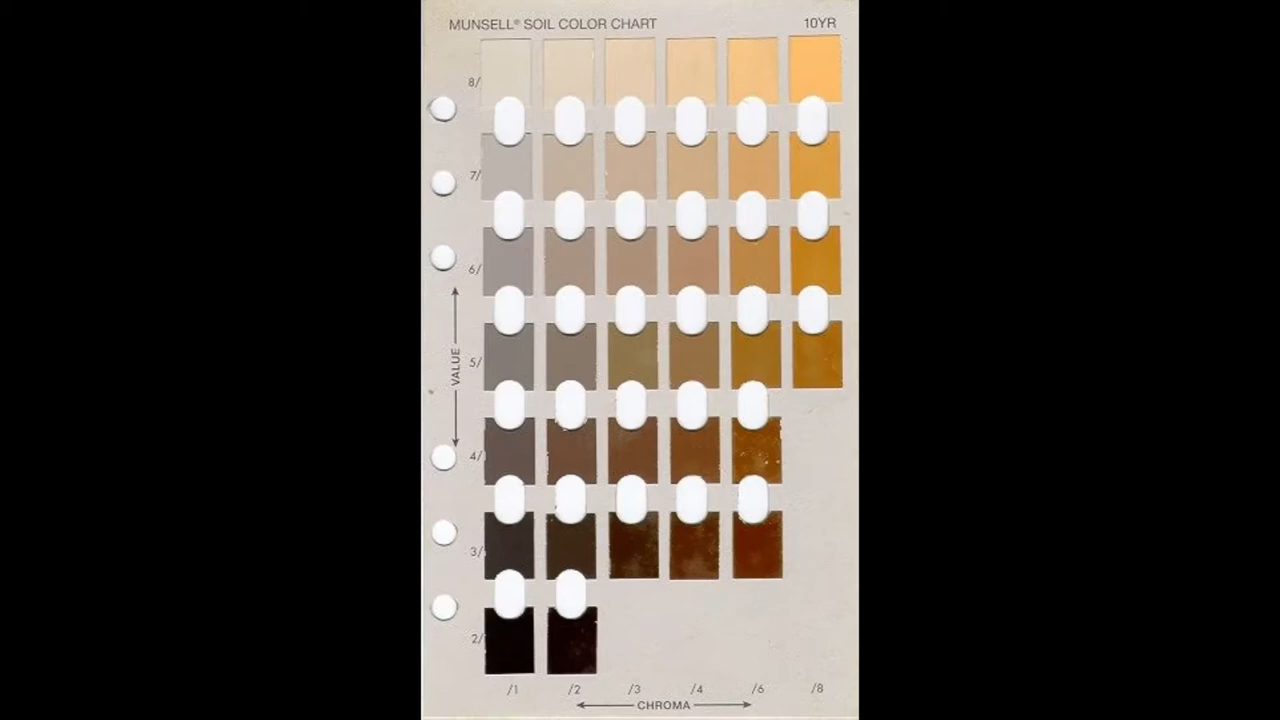 MUNSELL® SOIL COLOR CHART 10YR
8/
7/
6/
5/
VALUE
4/
3/
2/
/1 /2 /3 /4 /6 /8
CHROMA